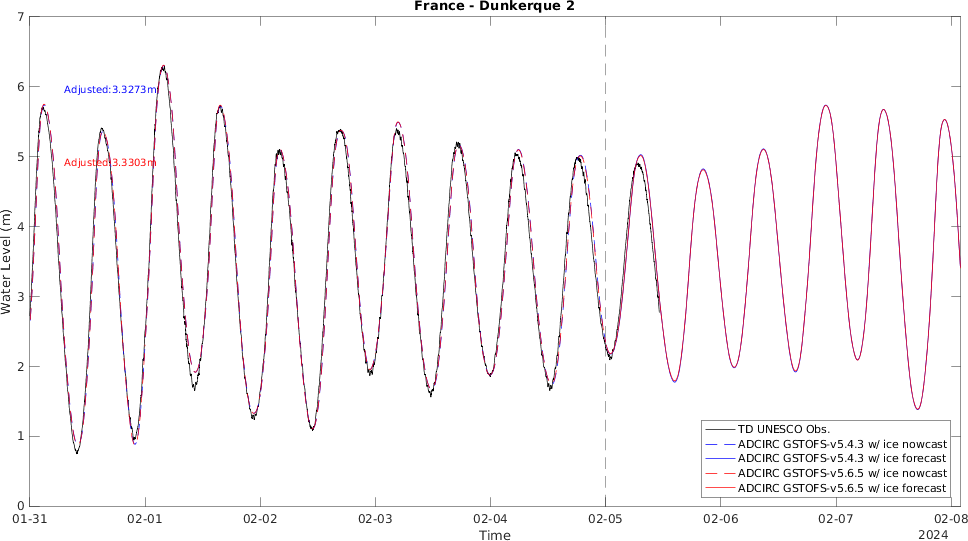 France - Dunkerque 2
7
6
5
4
3
2
1
0
Water Level (m)
Adjusted:3.3273m
Adjusted:3.3303m
TD UNESCO Obs.
ADCIRC GSTOFS-v5.4.3 w/ ice nowcast
ADCIRC GSTOFS-v5.4.3 w/ ice forecast
ADCIRC GSTOFS-v5.6.5 w/ ice nowcast
ADCIRC GSTOFS-v5.6.5 w/ ice forecast
01-31 02-01 02-02 02-03 02-04 02-05 02-06 02-07 02-08
Time
2024